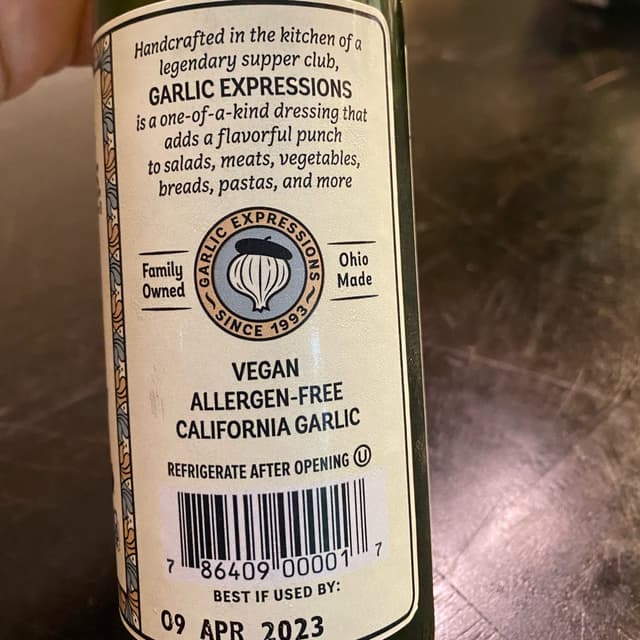 Handcrafted in the kitchen of a
legendary supper club,
GARLIC EXPRESSIONS
is a one-of-a-kind dressing that
adds a flavorful punch
to salads, meats, vegetables,
breads, pastas, and more
Family
Owned
GARLIC EXPRESSIONS
SINCE 1993
Ohio
Made
VEGAN
ALLERGEN-FREE
CALIFORNIA GARLIC
REFRIGERATE AFTER OPENING U
7 86409 00001 7
BEST IF USED BY:
09 APR 2023